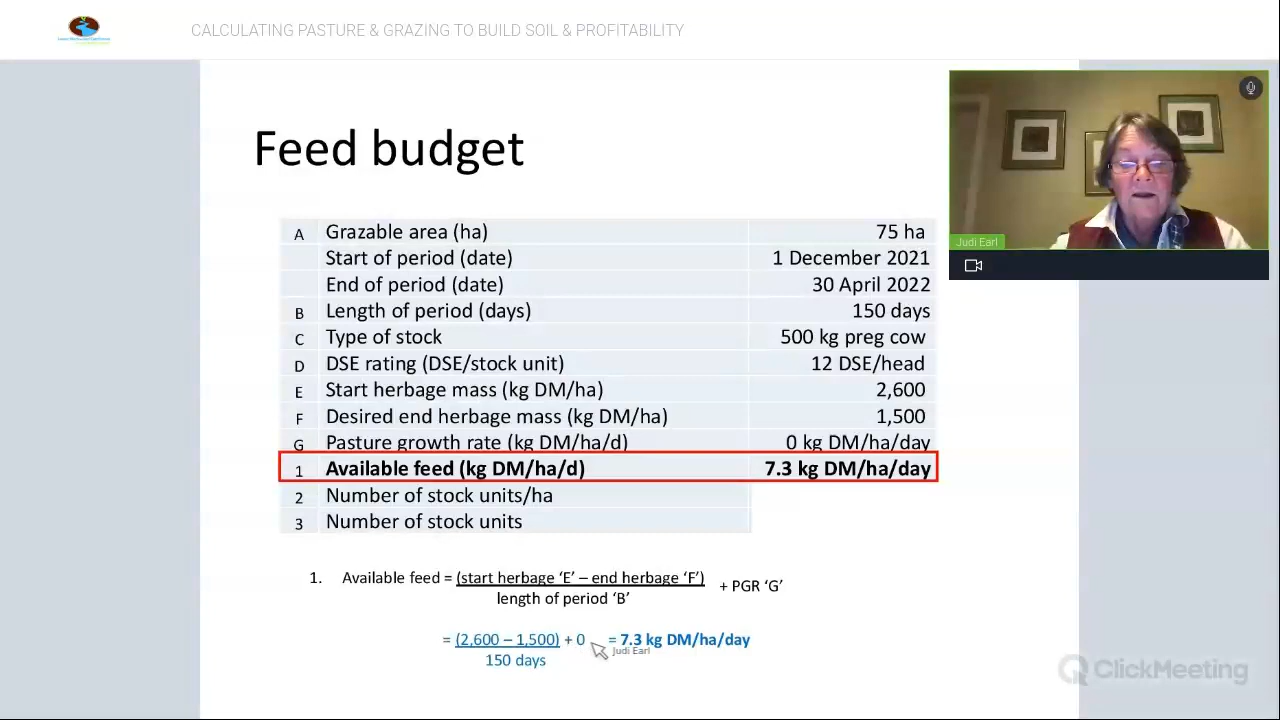 CALCULATING PASTURE & GRAZING TO BUILD SOIL & PROFITABILITY
Judi Earl
Feed budget
A Grazable area (ha) 75 ha
Start of period (date) 1 December 2021
End of period (date) 30 April 2022
B Length of period (days) 150 days
C Type of stock 500 kg preg cow
D DSE rating (DSE/stock unit) 12 DSE/head
E Start herbage mass (kg DM/ha) 2,600
F Desired end herbage mass (kg DM/ha) 1,500
G Pasture growth rate (kg DM/ha/d) 0 kg DM/ha/day
1 Available feed (kg DM/ha/d) 7.3 kg DM/ha/day
2 Number of stock units/ha
3 Number of stock units
1. Available feed = (start herbage ‘E’ – end herbage ‘F’) + PGR ‘G’
length of period ‘B’
= (2,600 – 1,500) + 0 = 7.3 kg DM/ha/day
Judi Earl
150 days
ClickMeeting